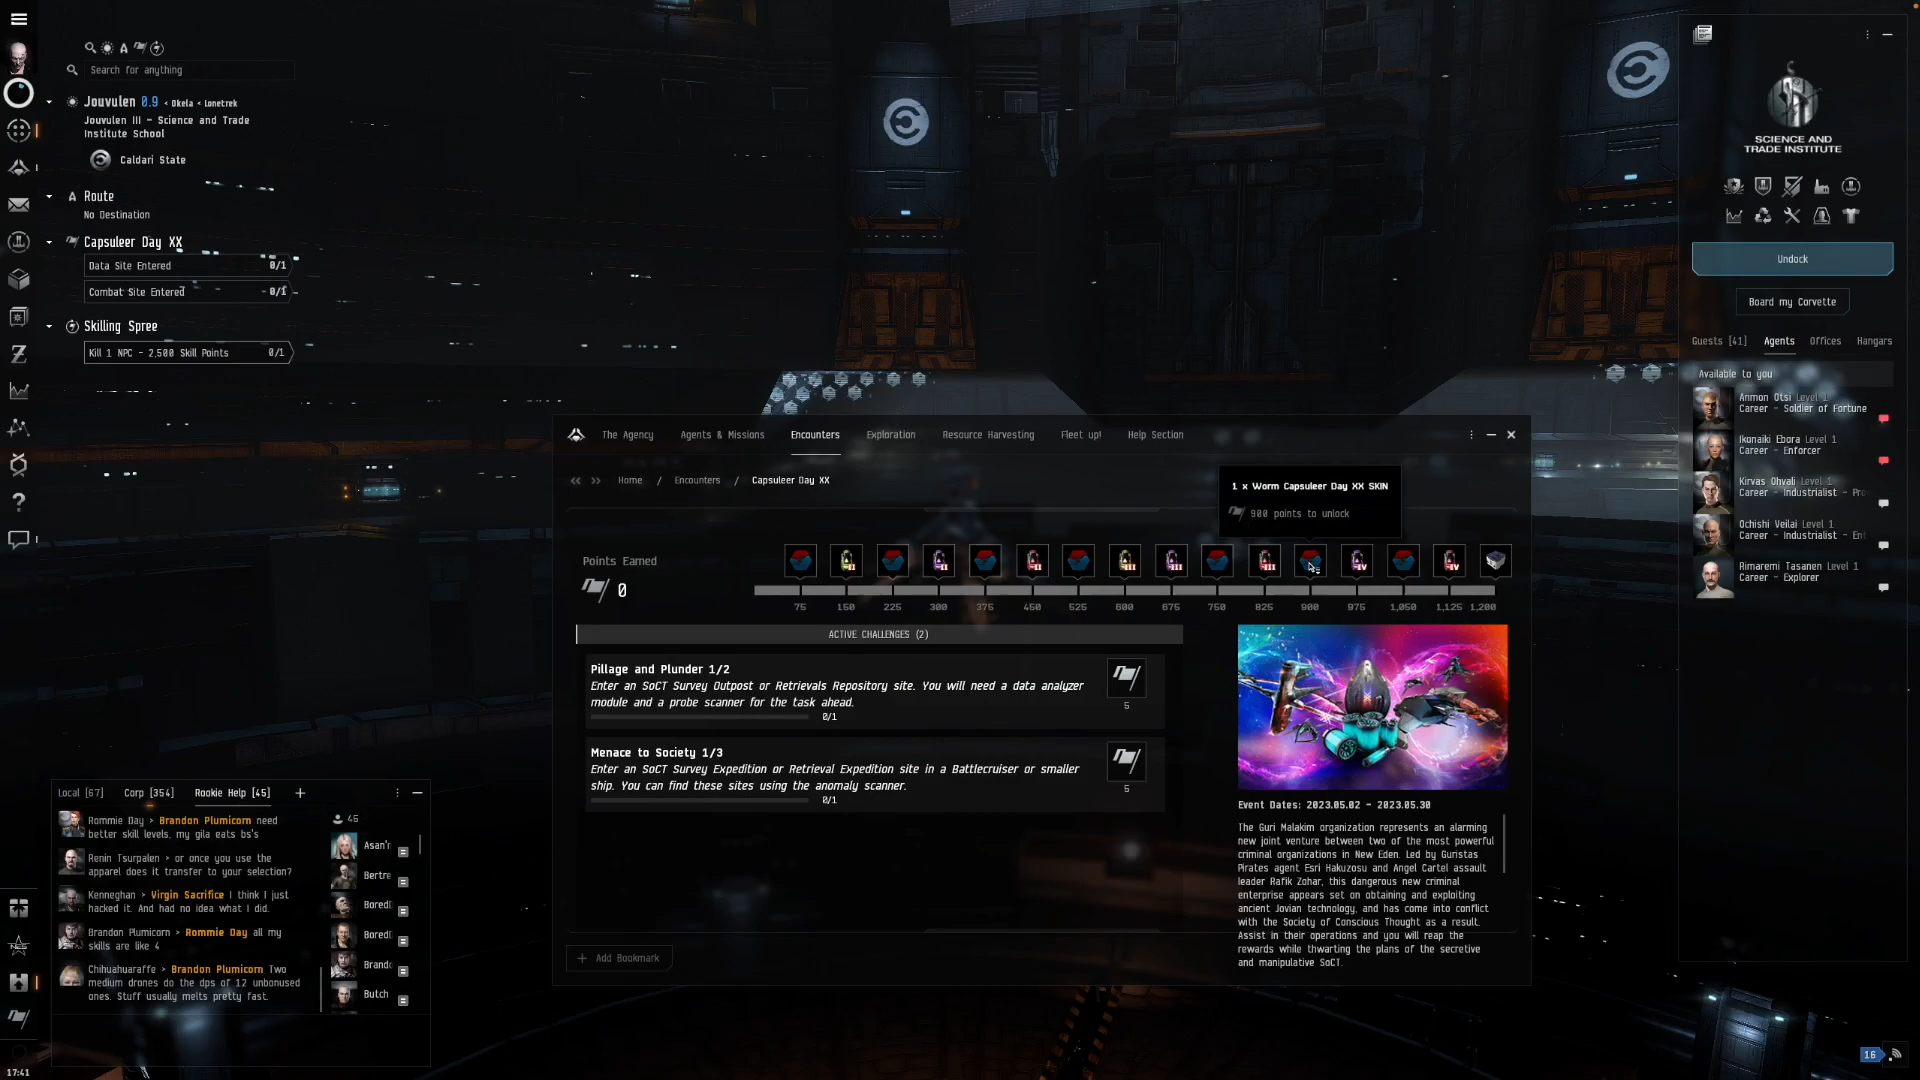 Search for anything
Jouvulen 0.9 < Okela < Lonetrek
Jouvulen III - Science and Trade
Institute School
Caldari State
A Route
No Destination
Capsuleer Day XX
Data Site Entered 0/1
Combat Site Entered 0/1
Skilling Spree
Kill 1 NPC - 2,500 Skill Points 0/1
SCIENCE AND
TRADE INSTITUTE
Undock
Board my Corvette
Guests [41] Agents Offices Hangars
Available to you
Anmon Otsi Level 1
Career - Soldier of Fortune
Ikonaiki Ebora Level 1
Career - Enforcer
Kirvas Ohvali Level 1
Career - Industrialist - Pro
Ochishi Veilai Level 1
Career - Industrialist - Ent
Rimaremi Tasanen Level 1
Career - Explorer
The Agency Agents & Missions Encounters Exploration Resource Harvesting Fleet up! Help Section
Home / Encounters / Capsuleer Day XX
1 x Worm Capsuleer Day XX SKIN
900 points to unlock
Points Earned
0
II II II III III III IV IV
75 150 225 300 375 450 525 600 675 750 825 900 975 1,050 1,125 1,200
ACTIVE CHALLENGES (2)
Pillage and Plunder 1/2
Enter an SoCT Survey Outpost or Retrievals Repository site. You will need a data analyzer
module and a probe scanner for the task ahead.
0/1
5
Menace to Society 1/3
Enter an SoCT Survey Expedition or Retrieval Expedition site in a Battlecruiser or smaller
ship. You can find these sites using the anomaly scanner.
0/1
5
Event Dates: 2023.05.02 - 2023.05.30
The Guri Malakim organization represents an alarming
new joint venture between two of the most powerful
criminal organizations in New Eden. Led by Guristas
Pirates agent Esri Hakuzosu and Angel Cartel assault
leader Rafik Zohar, this dangerous new criminal
enterprise appears set on obtaining and exploiting
ancient Jovian technology, and has come into conflict
with the Society of Conscious Thought as a result.
Assist in their operations and you will reap the
rewards while thwarting the plans of the secretive
and manipulative SoCT.
+ Add Bookmark
Local [67] Corp [354] Rookie Help [45] +
Rommie Day > Brandon Plumicorn need
better skill levels, my gila eats bs's
Renin Tsurpalen > or once you use the
apparel does it transfer to your selection?
Kenneghan > Virgin Sacrifice I think I just
hacked it. And had no idea what I did.
Brandon Plumicorn > Rommie Day all my
skills are like 4
Chihuahuaraffe > Brandon Plumicorn Two
medium drones do the dps of 12 unbonused
ones. Stuff usually melts pretty fast.
45
Asan'r
Bertre
BoredD
BoredD
Brando
Butch
NES
17:41
16